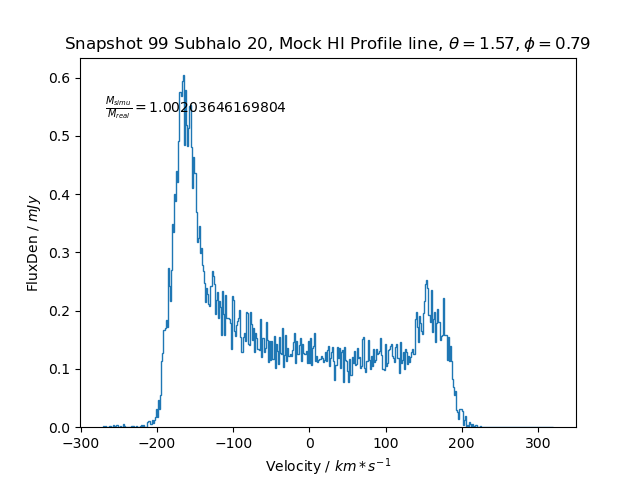 Snapshot 99 Subhalo 20, Mock HI Profile line, θ = 1.57, ϕ = 0.79
M_simu/M_real = 1.00203646169804
FluxDen / mJy
0.6
0.5
0.4
0.3
0.2
0.1
0.0
−300 −200 −100 0 100 200 300
Velocity / km * s⁻¹